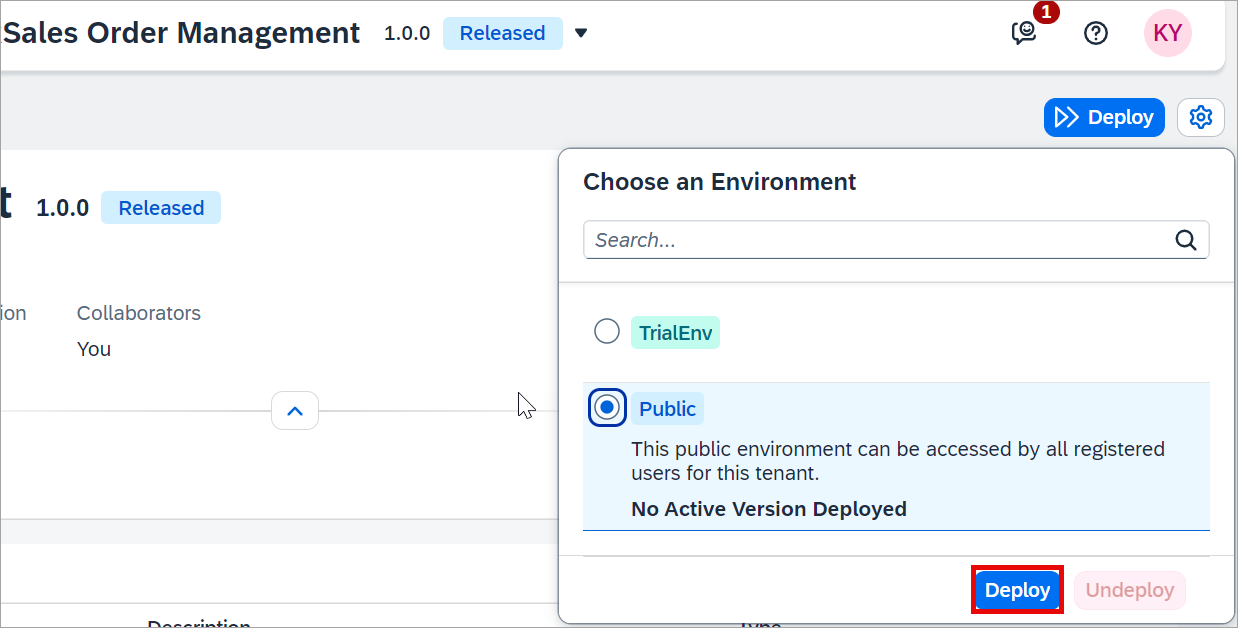 Sales Order Management 1.0.0 Released
1
KY
Deploy
Choose an Environment
Search...
1.0.0 Released
Collaborators
You
TrialEnv
Public
This public environment can be accessed by all registered
users for this tenant.
No Active Version Deployed
Deploy Undeploy
Description